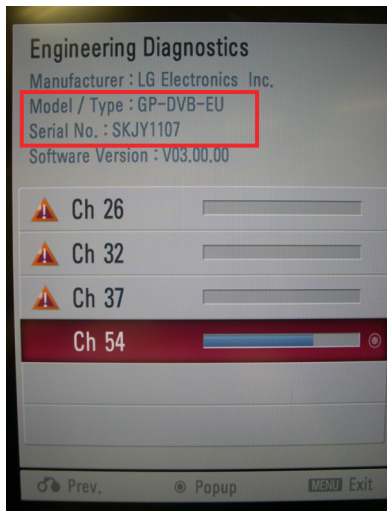 Engineering Diagnostics
Manufacturer : LG Electronics Inc.
Model / Type : GP-DVB-EU
Serial No. : SKJY1107
Software Version : V03.00.00
Ch 26
Ch 32
Ch 37
Ch 54
Prev.
Popup
MENU Exit